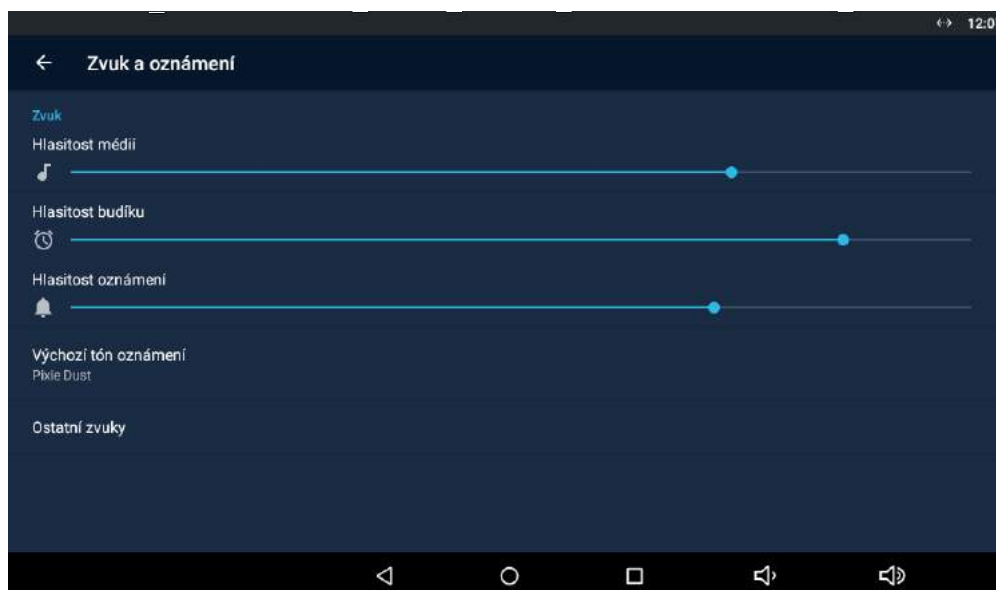 12:0
Zvuk a oznámení
Zvuk
Hlasitost médií
Hlasitost budíku
Hlasitost oznámení
Výchozí tón oznámení
Pixie Dust
Ostatní zvuky